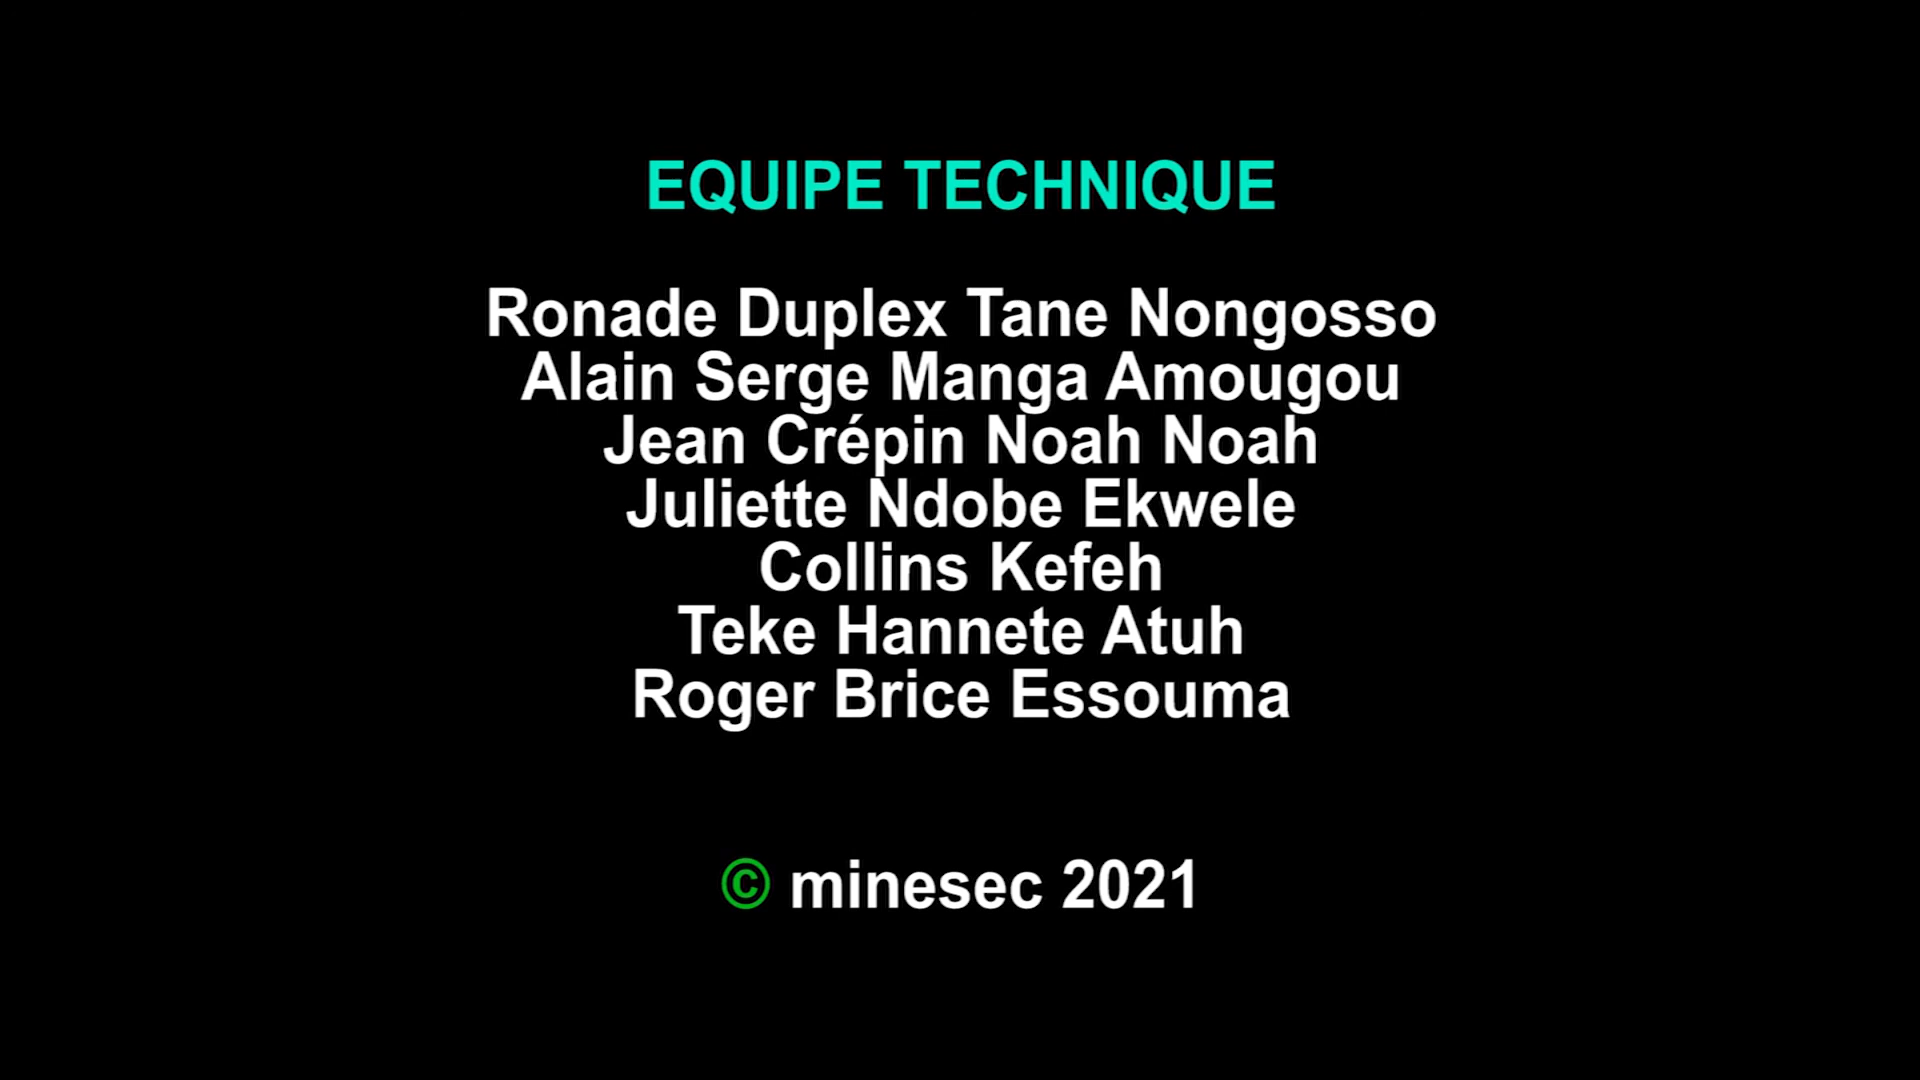 EQUIPE TECHNIQUE
Ronade Duplex Tane Nongosso
Alain Serge Manga Amougou
Jean Crépin Noah Noah
Juliette Ndobe Ekwele
Collins Kefeh
Teke Hannete Atuh
Roger Brice Essouma
© minesec 2021